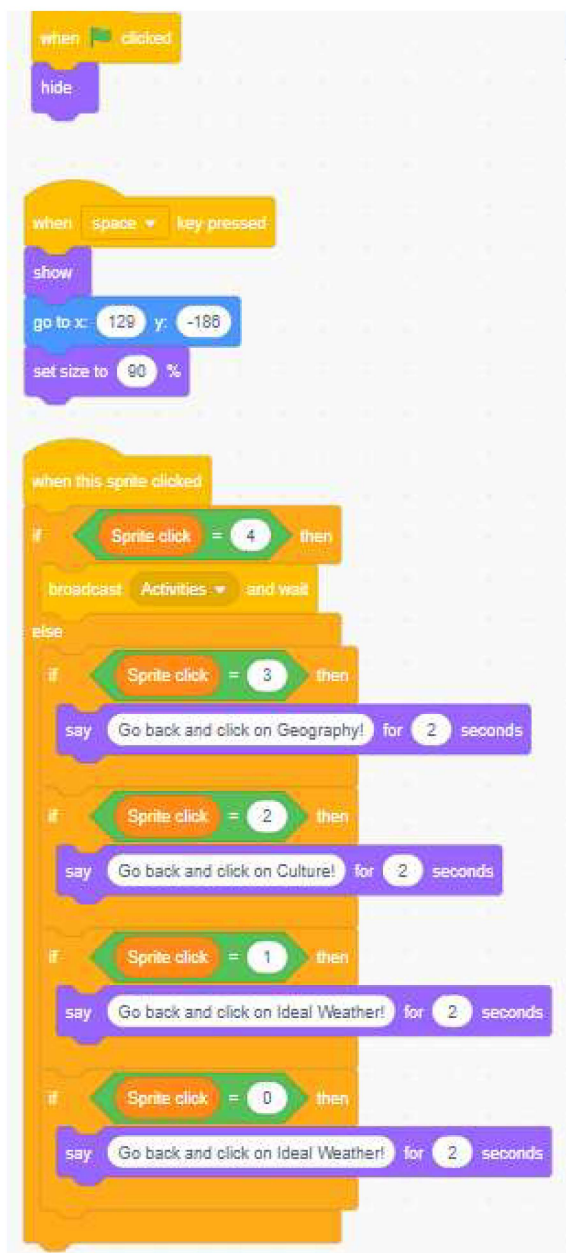 when clicked
hide
when space key pressed
show
go to x: 129 y: -186
set size to 90 %
when this sprite clicked
if Sprite click = 4 then
broadcast Activities and wait
else
if Sprite click = 3 then
say Go back and click on Geography! for 2 seconds
if Sprite click = 2 then
say Go back and click on Culture! for 2 seconds
if Sprite click = 1 then
say Go back and click on Ideal Weather! for 2 seconds
if Sprite click = 0 then
say Go back and click on Ideal Weather! for 2 seconds